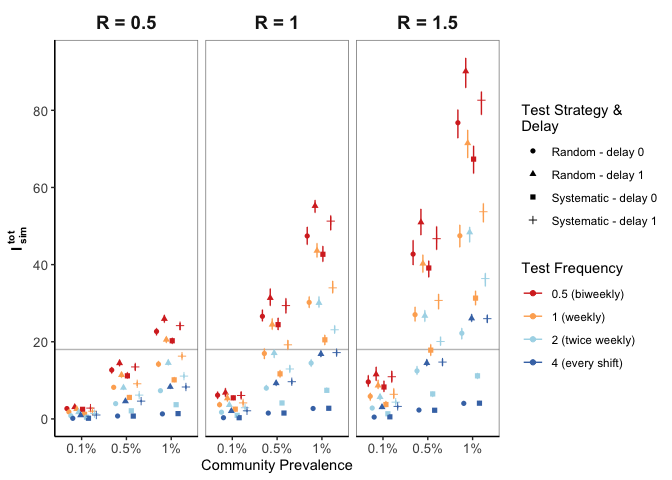 R = 0.5
R = 1
R = 1.5
80
60
40
20
0
I tot sim
0.1%
0.5%
1%
0.1%
0.5%
1%
0.1%
0.5%
1%
Community Prevalence
Test Strategy &
Delay
Random - delay 0
Random - delay 1
Systematic - delay 0
Systematic - delay 1
Test Frequency
0.5 (biweekly)
1 (weekly)
2 (twice weekly)
4 (every shift)